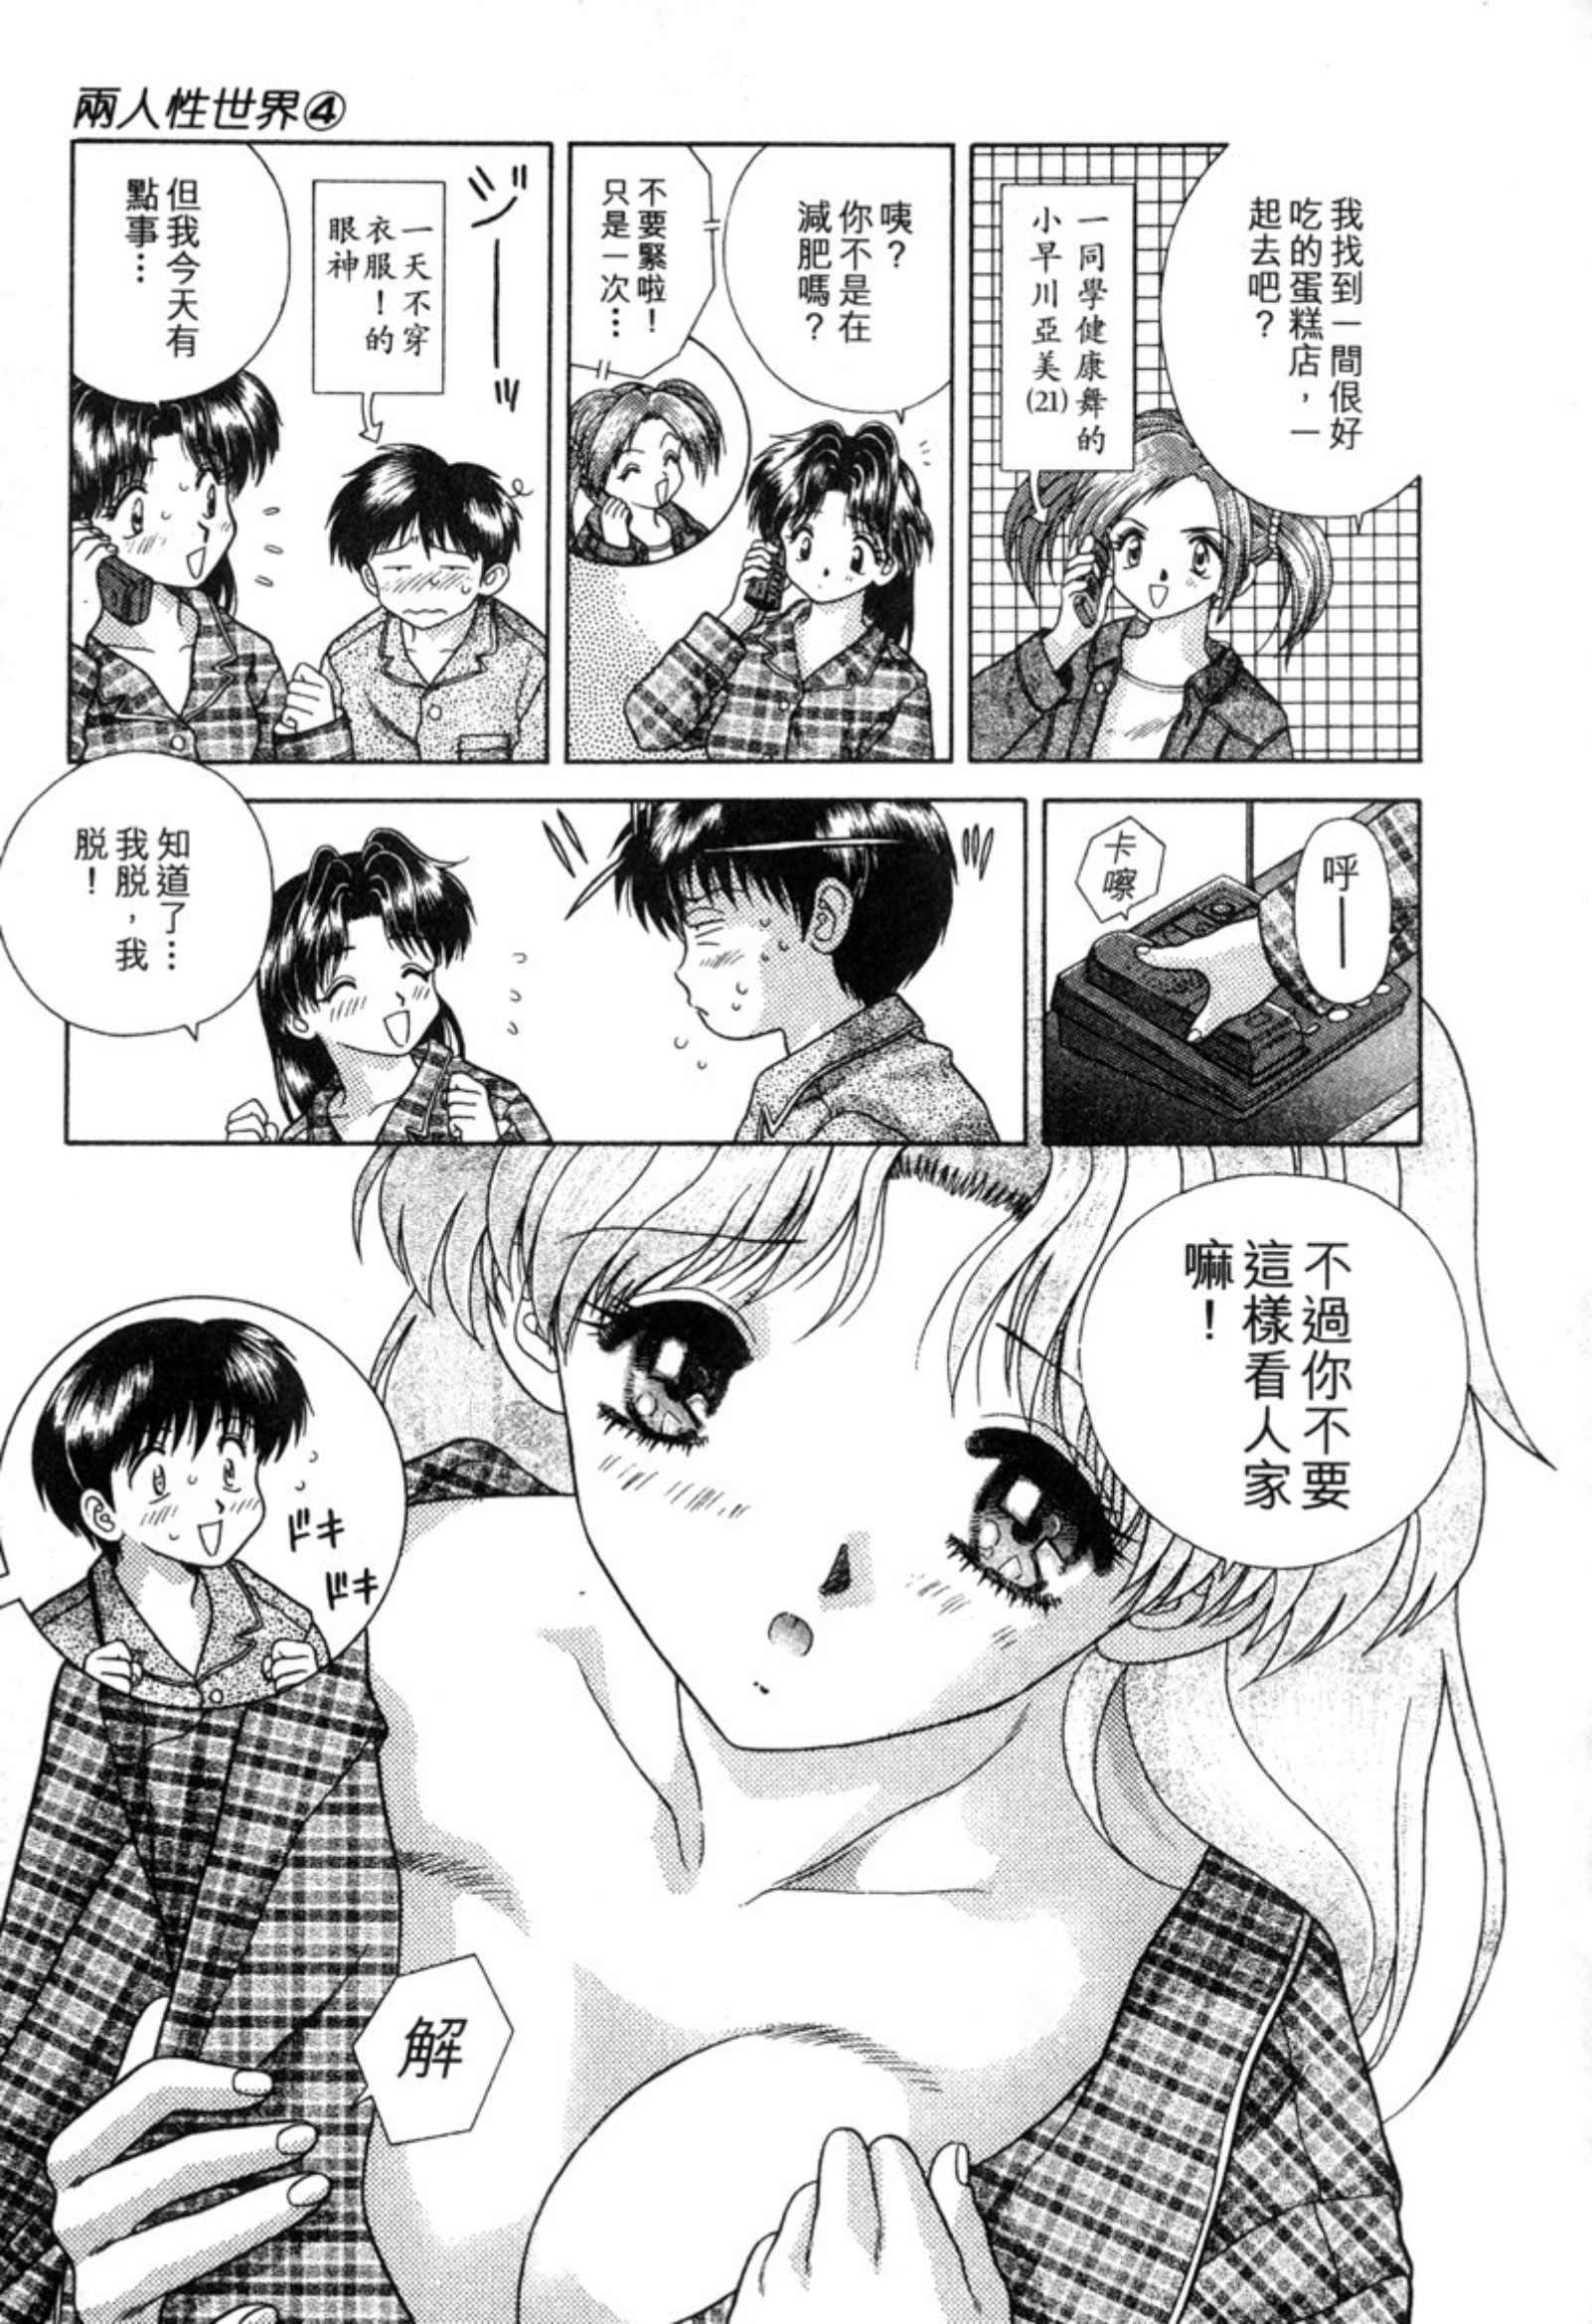 兩人性世界④
我找到一間佷好
吃的蛋糕店，一
起去吧？
一同學健康舞的
小早川亞美(21)
咦？
你不是在
減肥嗎？
不要緊啦！
只是一次…
ジーッ
一天不穿
衣服！的
眼神
但我今天有
點事…
呼—
卡嚓
知道了…
我脱，我
脱！
不過你不要
這樣看人家
嘛！
ドキ
ドキ
解